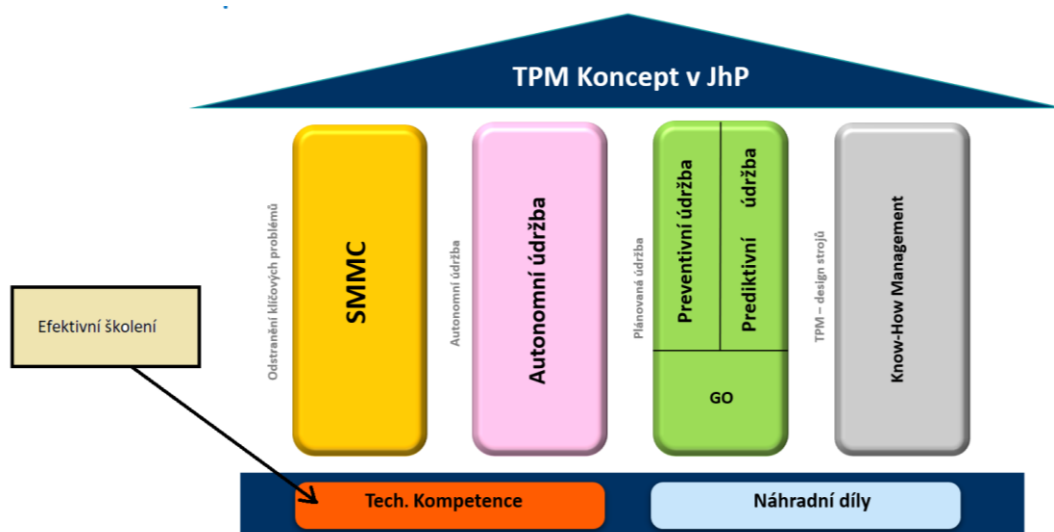 TPM Koncept v JhP
Odstranění klíčových problémů
SMMC
Autonomní údržba
Autonomní údržba
Plánovaná údržba
Preventivní údržba
Prediktivní údržba
GO
TPM – design strojů
Know-How Management
Efektivní školení
Tech. Kompetence
Náhradní díly